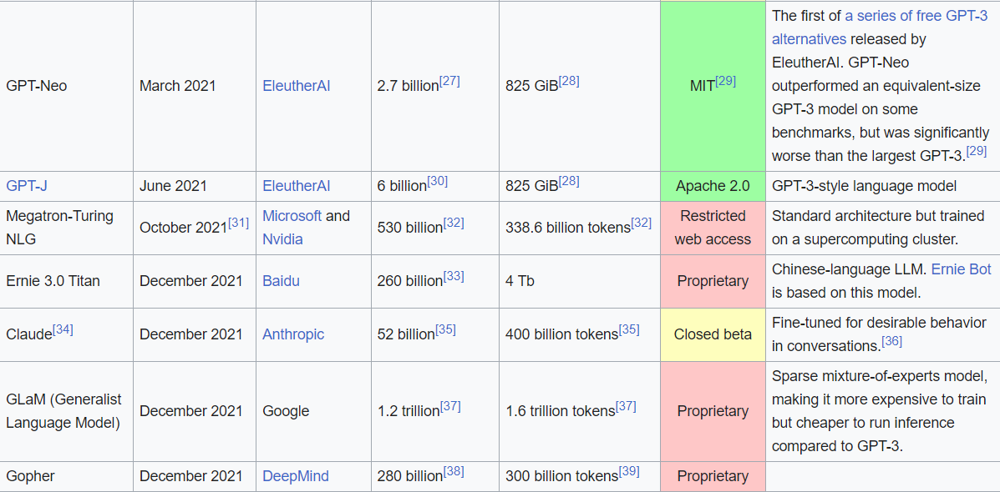 The first of a series of free GPT-3
alternatives released by
EleutherAI. GPT-Neo
GPT-Neo March 2021 EleutherAI 2.7 billion[27] 825 GiB[28] MIT[29] outperformed an equivalent-size
GPT-3 model on some
benchmarks, but was significantly
worse than the largest GPT-3.[29]
GPT-J June 2021 EleutherAI 6 billion[30] 825 GiB[28] Apache 2.0 GPT-3-style language model
Megatron-Turing
NLG
October 2021[31]
Microsoft and
Nvidia
530 billion[32]
338.6 billion tokens[32]
Restricted
web access
Standard architecture but trained
on a supercomputing cluster.
Ernie 3.0 Titan
December 2021
Baidu
260 billion[33]
4 Tb
Proprietary
Chinese-language LLM. Ernie Bot
is based on this model.
Claude[34]
December 2021
Anthropic
52 billion[35]
400 billion tokens[35]
Closed beta
Fine-tuned for desirable behavior
in conversations.[36]
GLaM (Generalist
Language Model)
December 2021
Google
1.2 trillion[37]
1.6 trillion tokens[37]
Proprietary
Sparse mixture-of-experts model,
making it more expensive to train
but cheaper to run inference
compared to GPT-3.
Gopher December 2021 DeepMind 280 billion[38] 300 billion tokens[39] Proprietary